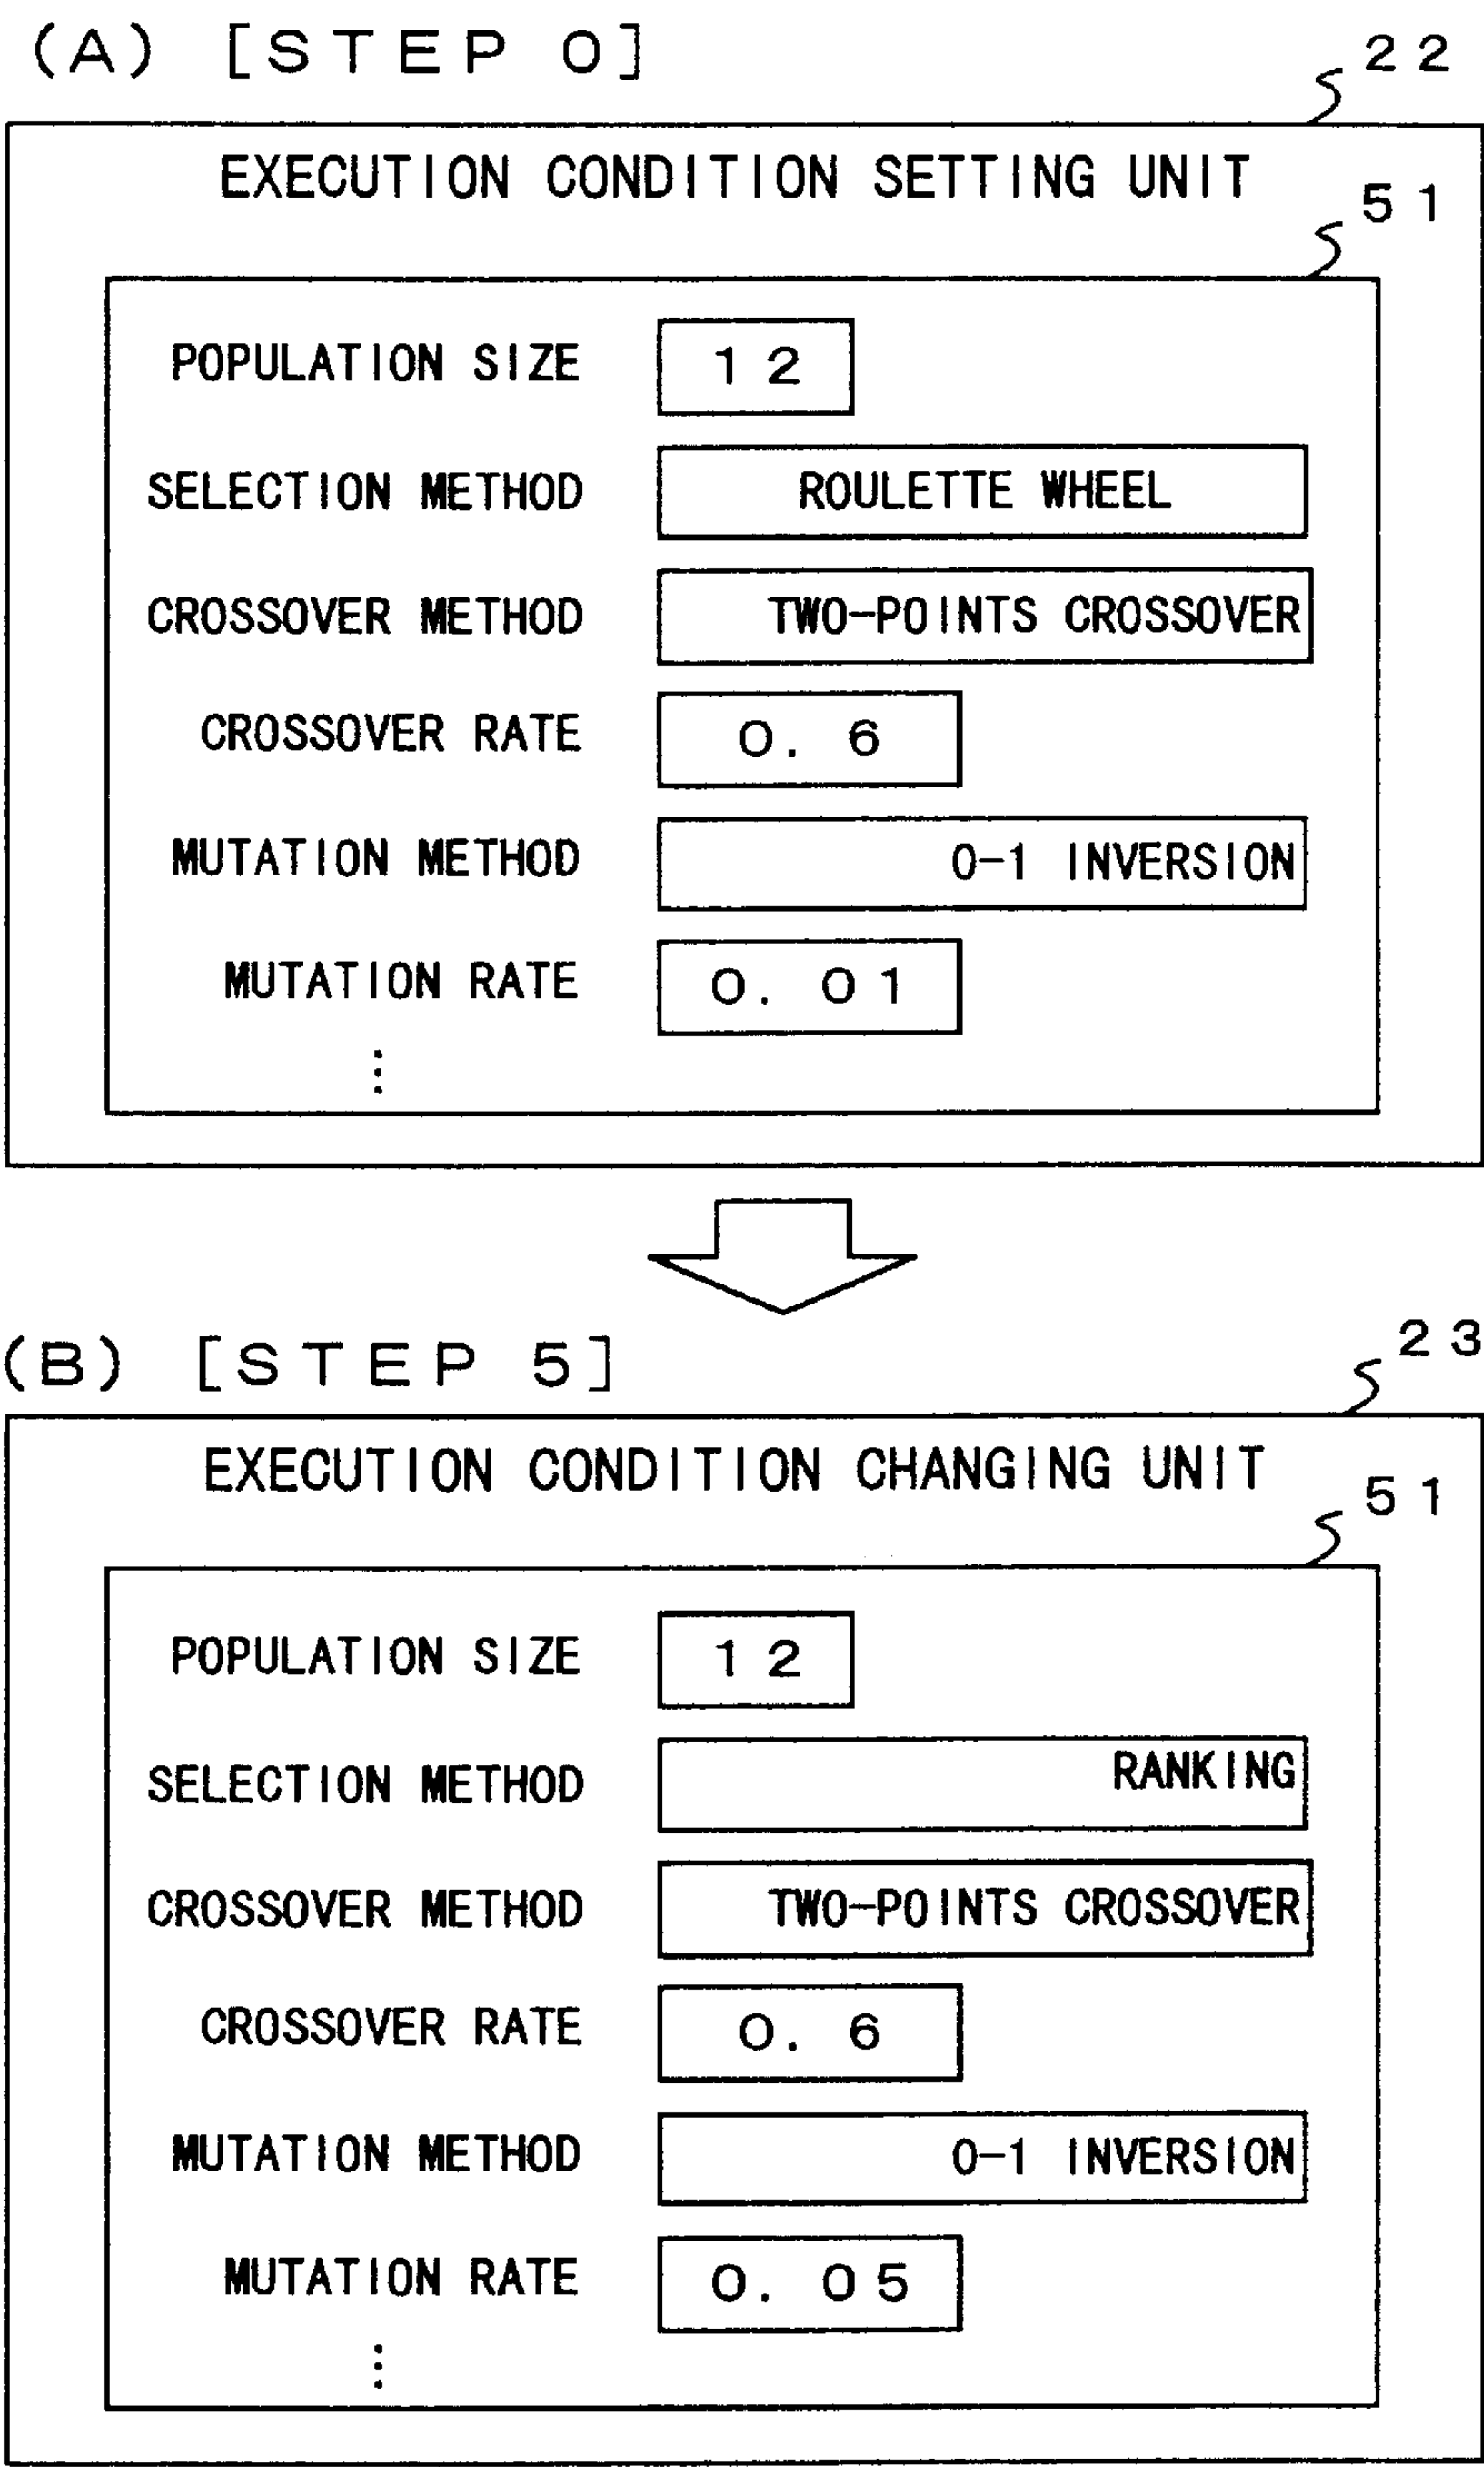 (A) [STEP 0]
22
EXECUTION CONDITION SETTING UNIT
51
POPULATION SIZE 12
SELECTION METHOD ROULETTE WHEEL
CROSSOVER METHOD TWO-POINTS CROSSOVER
CROSSOVER RATE 0.6
MUTATION METHOD 0-1 INVERSION
MUTATION RATE 0.01
⋮
(B) [STEP 5]
23
EXECUTION CONDITION CHANGING UNIT
51
POPULATION SIZE 12
SELECTION METHOD RANKING
CROSSOVER METHOD TWO-POINTS CROSSOVER
CROSSOVER RATE 0.6
MUTATION METHOD 0-1 INVERSION
MUTATION RATE 0.05
⋮